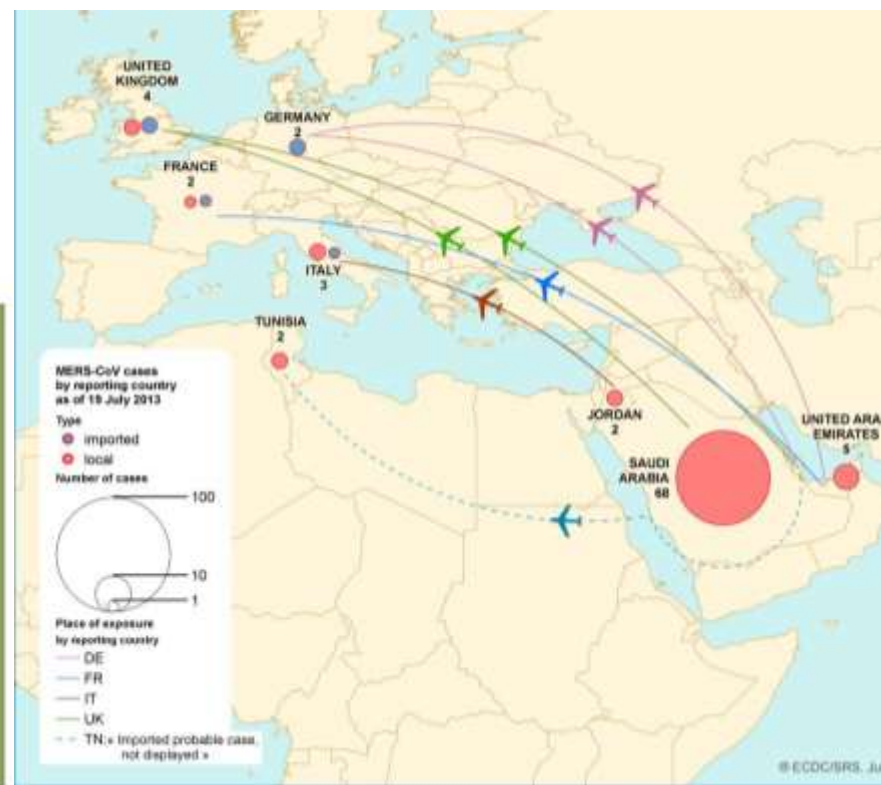 UNITED
KINGDOM
4
GERMANY
2
FRANCE
2
ITALY
3
TUNISIA
2
JORDAN
2
SAUDI
ARABIA
68
UNITED ARA
EMIRATES
5
MERS-CoV cases
by reporting country
as of 19 July 2013
Type
imported
local
Number of cases
100
10
1
Place of exposure
by reporting country
DE
FR
IT
UK
TN:« Imported probable case,
not displayed »
© ECDC/SRS, Ju